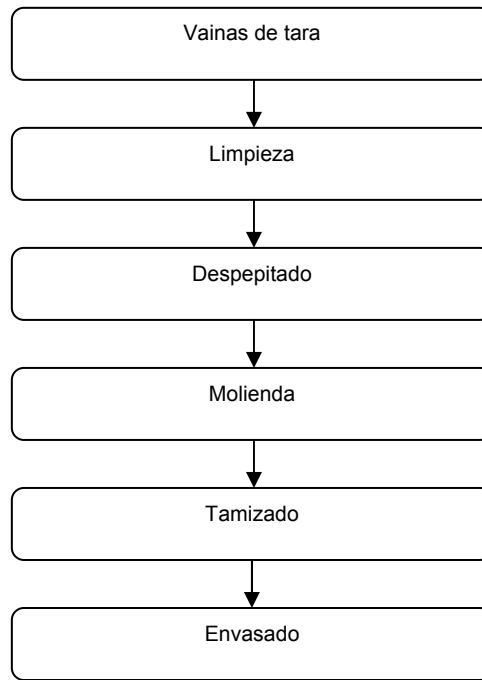 Vainas de tara
Limpieza
Despepitado
Molienda
Tamizado
Envasado